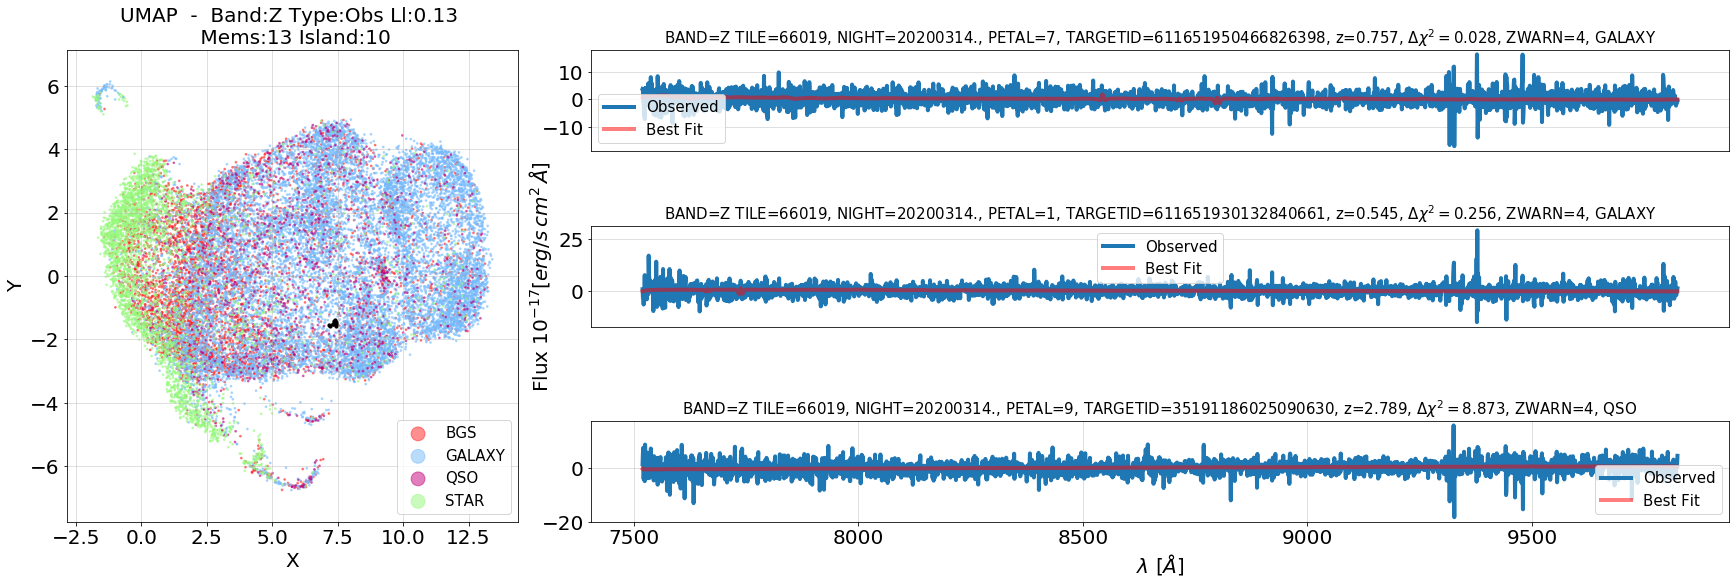 UMAP - Band:Z Type:Obs Ll:0.13
Mems:13 Island:10
Y
6
4
2
0
−2
−4
−6
−2.5 0.0 2.5 5.0 7.5 10.0 12.5
X
BGS
GALAXY
QSO
STAR
Flux 10⁻¹⁷[erg/s cm² Å]
BAND=Z TILE=66019, NIGHT=20200314., PETAL=7, TARGETID=611651950466826398, z=0.757, Δχ² = 0.028, ZWARN=4, GALAXY
10
0
−10
Observed
Best Fit
BAND=Z TILE=66019, NIGHT=20200314., PETAL=1, TARGETID=611651930132840661, z=0.545, Δχ² = 0.256, ZWARN=4, GALAXY
25
0
Observed
Best Fit
BAND=Z TILE=66019, NIGHT=20200314., PETAL=9, TARGETID=35191186025090630, z=2.789, Δχ² = 8.873, ZWARN=4, QSO
0
−20
Observed
Best Fit
7500 8000 8500 9000 9500
λ [Å]